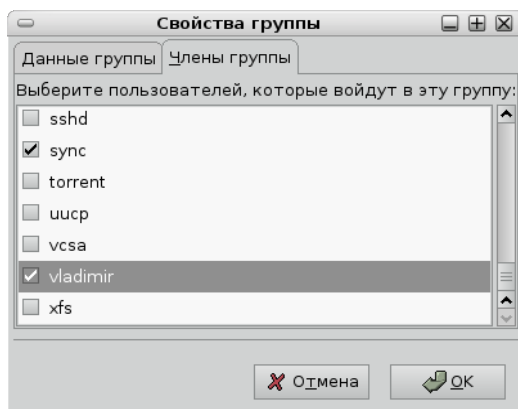 Свойства группы
Данные группы Члены группы
Выберите пользователей, которые войдут в эту группу:
sshd
sync
torrent
uucp
vcsa
vladimir
xfs
Отмена OK